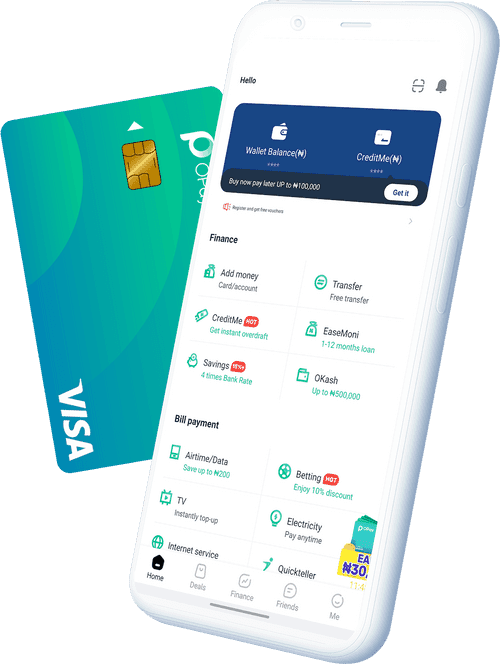 OPay
VISA
Hello
Wallet Balance(₦)
****
CreditMe(₦)
****
Buy now pay later UP to ₦100,000
Get it
Register and get free vouchers
Finance
Add money
Card/account
Transfer
Free transfer
CreditMe HOT
Get instant overdraft
EaseMoni
1-12 months loan
Savings 15%+
4 times Bank Rate
OKash
Up to ₦500,000
Bill payment
Airtime/Data
Save up to ₦200
Betting HOT
Enjoy 10% discount
TV
Instantly top-up
Electricity
Pay anytime
Internet service
Quickteller
OPay
EA
₦30,
Home
Deals
Finance
Friends
Me